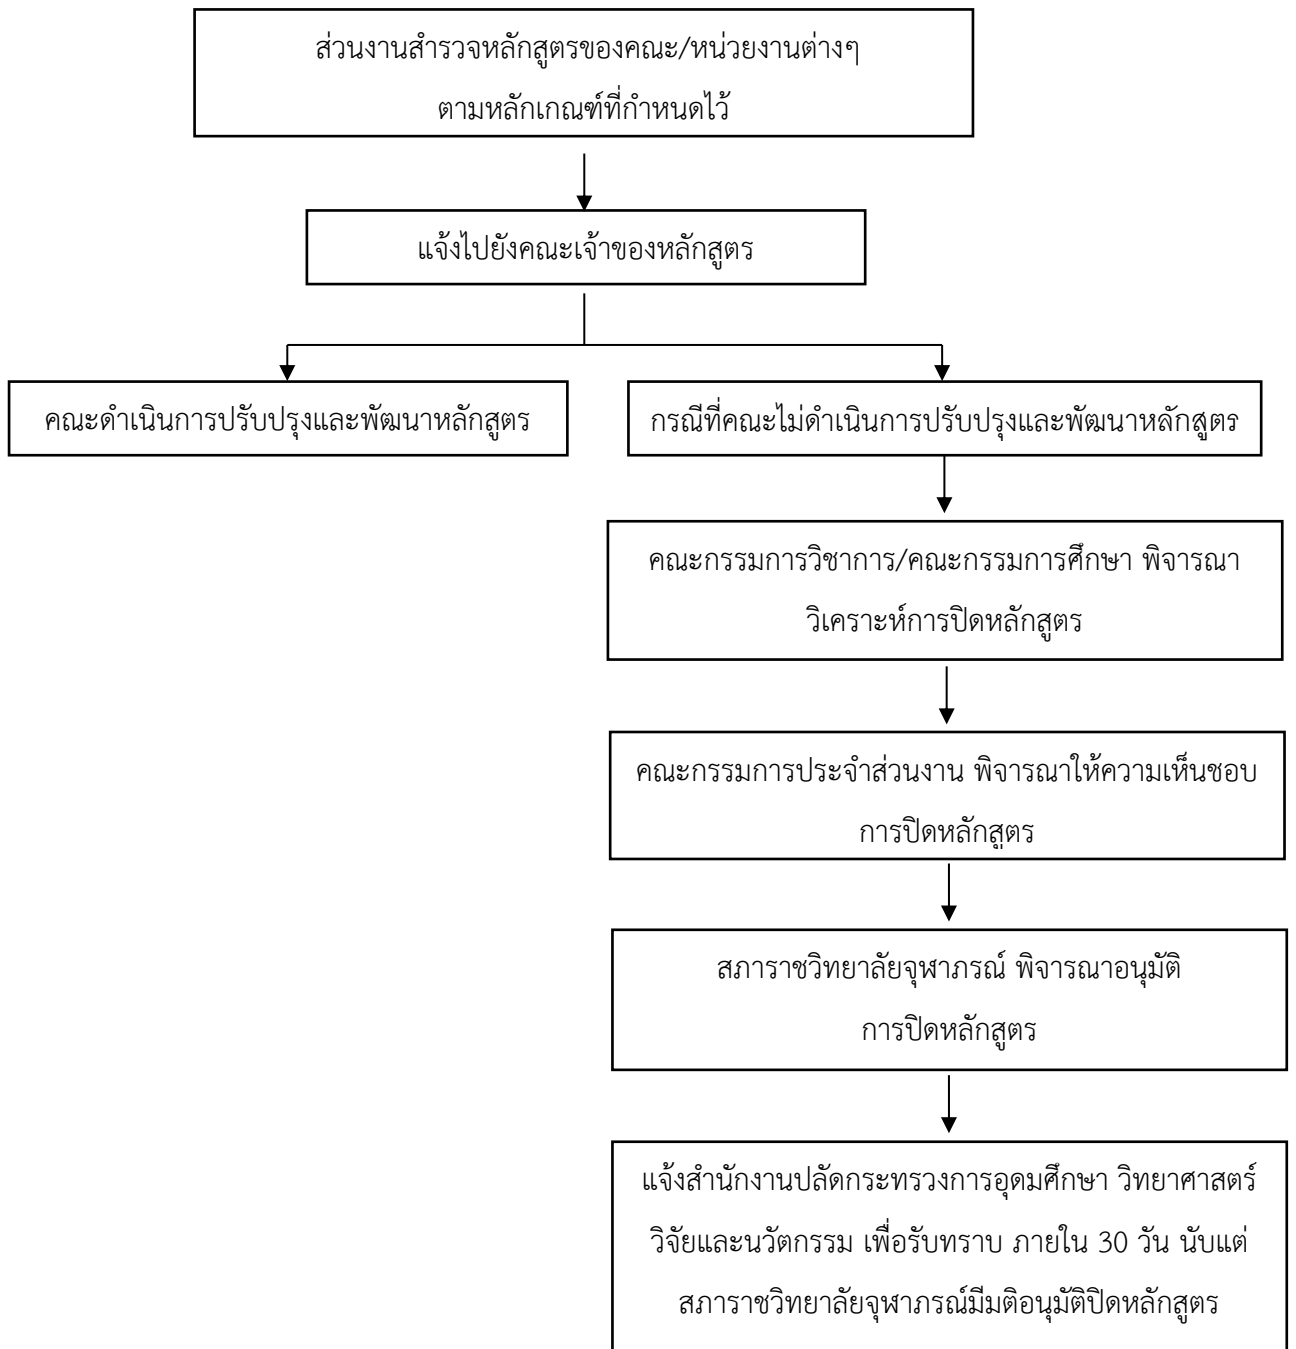 ส่วนงานสำรวจหลักสูตรของคณะ/หน่วยงานต่างๆ
ตามหลักเกณฑ์ที่กำหนดไว้
แจ้งไปยังคณะเจ้าของหลักสูตร
คณะดำเนินการปรับปรุงและพัฒนาหลักสูตร
กรณีที่คณะไม่ดำเนินการปรับปรุงและพัฒนาหลักสูตร
คณะกรรมการวิชาการ/คณะกรรมการศึกษา พิจารณา
วิเคราะห์การปิดหลักสูตร
คณะกรรมการประจำส่วนงาน พิจารณาให้ความเห็นชอบ
การปิดหลักสูตร
สภาราชวิทยาลัยจุฬาภรณ์ พิจารณาอนุมัติ
การปิดหลักสูตร
แจ้งสำนักงานปลัดกระทรวงการอุดมศึกษา วิทยาศาสตร์
วิจัยและนวัตกรรม เพื่อรับทราบ ภายใน 30 วัน นับแต่
สภาราชวิทยาลัยจุฬาภรณ์มีมติอนุมัติปิดหลักสูตร